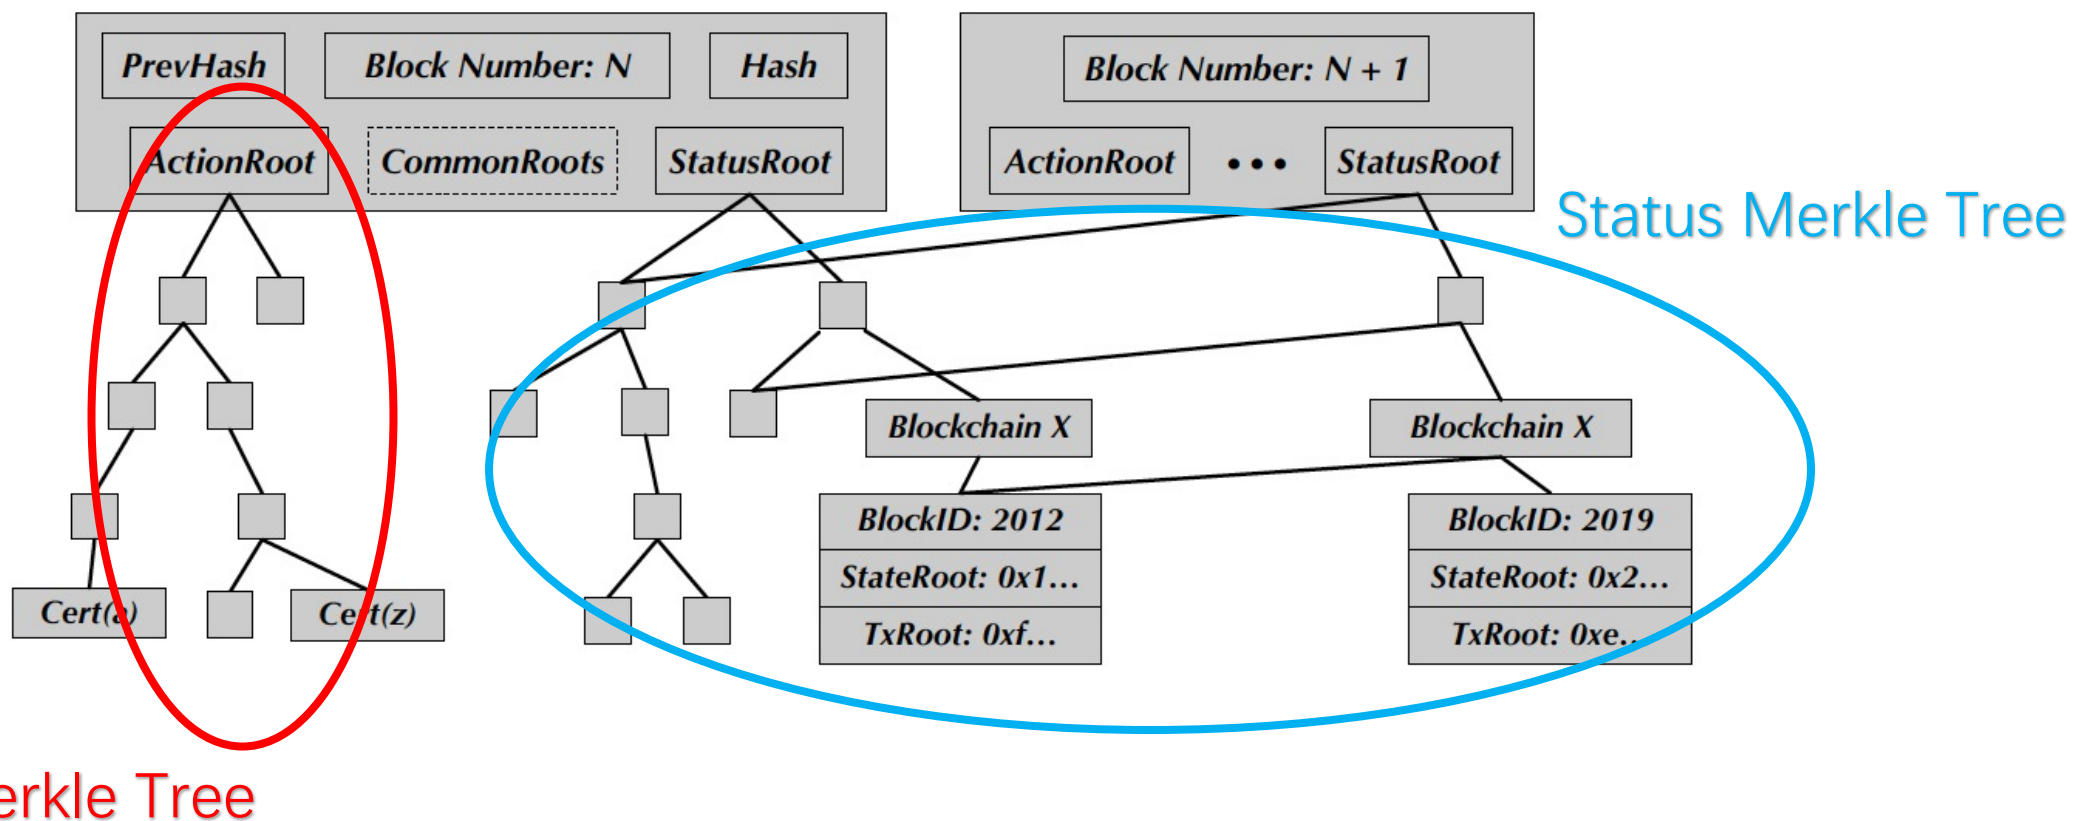 PrevHash
Block Number: N
Hash
ActionRoot
CommonRoots
StatusRoot
Block Number: N + 1
ActionRoot
•••
StatusRoot
Status Merkle Tree
Blockchain X
Blockchain X
BlockID: 2012
StateRoot: 0x1...
TxRoot: 0xf...
BlockID: 2019
StateRoot: 0x2...
TxRoot: 0xe...
Cert(a)
Cert(z)
erkle Tree